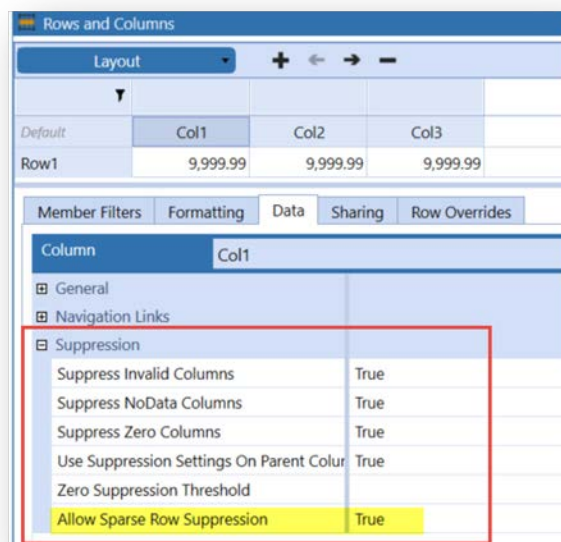 Rows and Columns
Layout
Default Col1 Col2 Col3
Row1 9,999.99 9,999.99 9,999.99
Member Filters Formatting Data Sharing Row Overrides
Column Col1
General
Navigation Links
Suppression
Suppress Invalid Columns True
Suppress NoData Columns True
Suppress Zero Columns True
Use Suppression Settings On Parent Colur True
Zero Suppression Threshold
Allow Sparse Row Suppression True